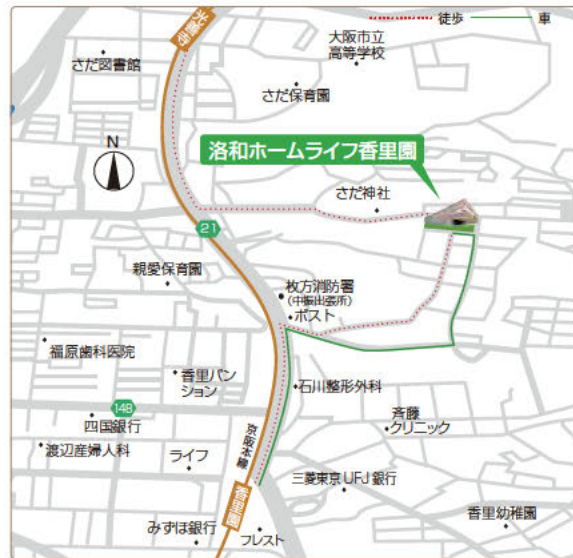 光善寺
徒歩
車
大阪市立
高等学校
さだ図書館
さだ保育園
N
洛和ホームライフ香里園
さだ神社
21
親愛保育園
枚方消防署
(中振出張所)
ポスト
福原歯科医院
香里パン
ション
石川整形外科
148
四国銀行
斉藤
クリニック
京阪本線
渡辺産婦人科
ライフ
三菱東京UFJ銀行
香里園
香里幼稚園
みずほ銀行
フレスト